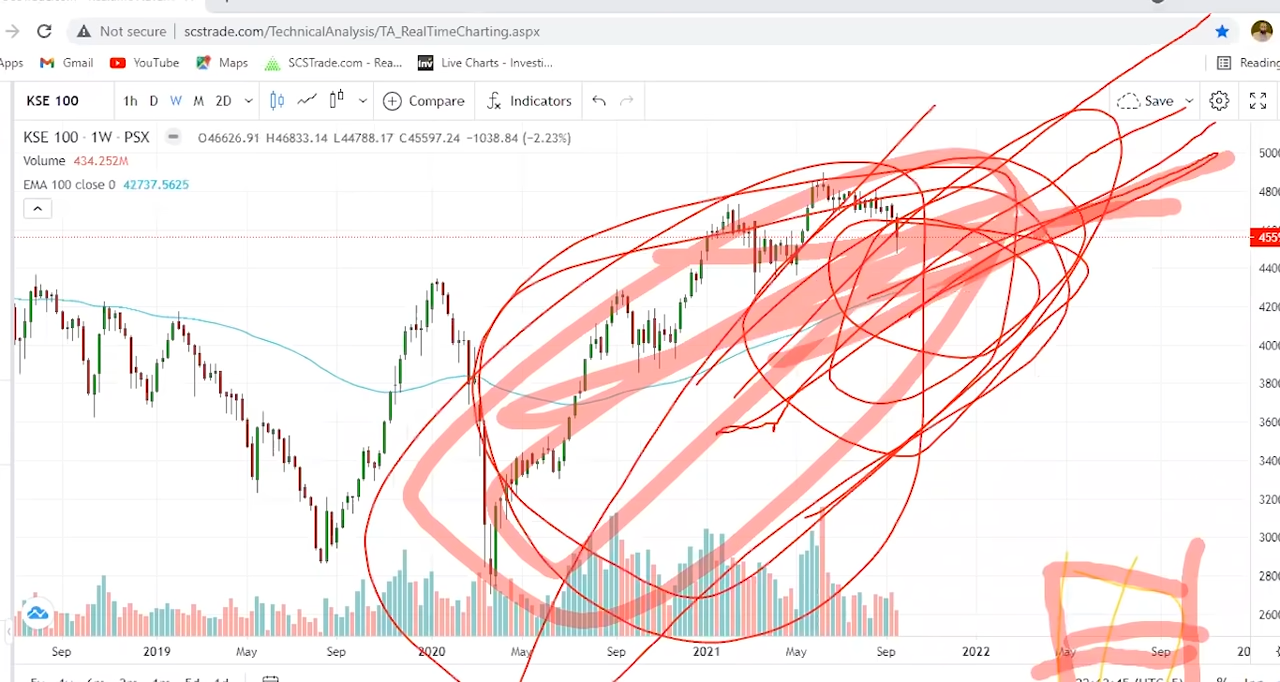 Not secure | scstrade.com/TechnicalAnalysis/TA_RealTimeCharting.aspx
Apps Gmail YouTube Maps SCSTrade.com - Rea... Live Charts - Investi... Reading
KSE 100 1h D W M 2D Compare Indicators Save
KSE 100 · 1W · PSX O46626.91 H46833.14 L44788.17 C45597.24 −1038.84 (−2.23%)
Volume 434.252M
EMA 100 close 0 42737.5625
5000
4800
455
4400
4200
4000
3800
3600
3400
3200
3000
2800
2600
Sep 2019 May Sep 2020 May Sep 2021 May Sep 2022 May Sep 20